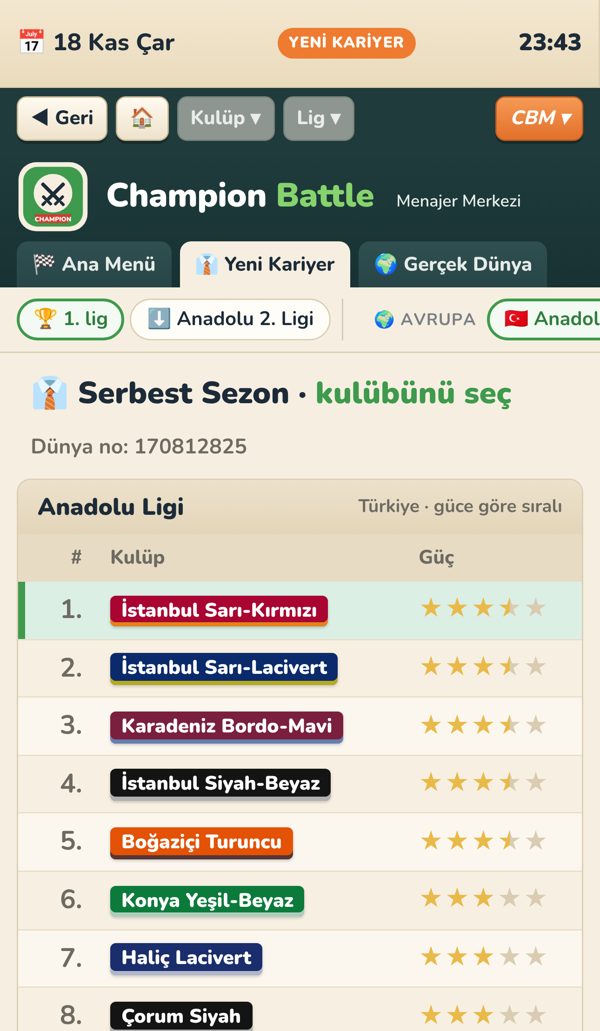 July 17 18 Kas Çar YENİ KARİYER 23:43
◀ Geri 🏠 Kulüp ▾ Lig ▾ CBM ▾
CHAMPION
Champion Battle Menajer Merkezi
🏁 Ana Menü 👔 Yeni Kariyer 🌍 Gerçek Dünya
🏆 1. lig ⬇️ Anadolu 2. Ligi 🌍 AVRUPA 🇹🇷 Anadol
👔 Serbest Sezon · kulübünü seç
Dünya no: 170812825
Anadolu Ligi Türkiye · güce göre sıralı
# Kulüp Güç
1. İstanbul Sarı-Kırmızı
2. İstanbul Sarı-Lacivert
3. Karadeniz Bordo-Mavi
4. İstanbul Siyah-Beyaz
5. Boğaziçi Turuncu
6. Konya Yeşil-Beyaz
7. Haliç Lacivert
8. Çorum Siyah